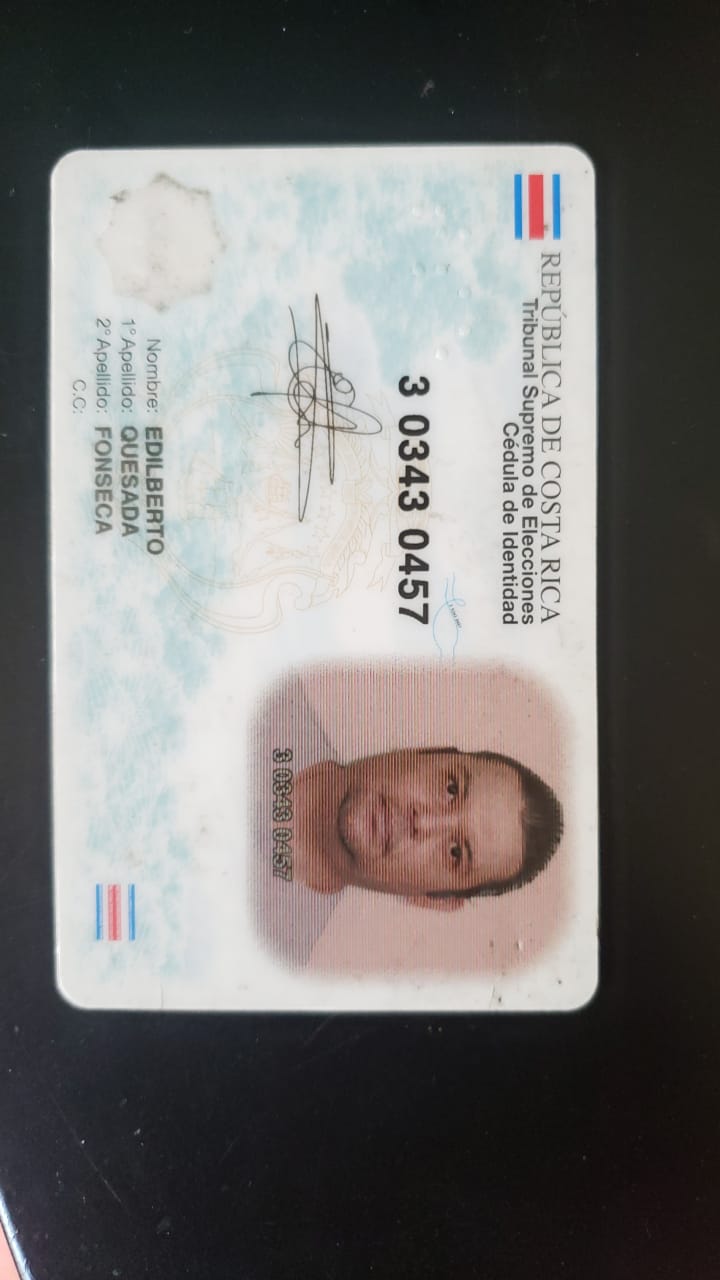 REPÚBLICA DE COSTA RICA
Tribunal Supremo de Elecciones
Cédula de Identidad
3 0343 0457
3 0343 0457
Nombre: EDILBERTO
1° Apellido: QUESADA
2° Apellido: FONSECA
C.C: